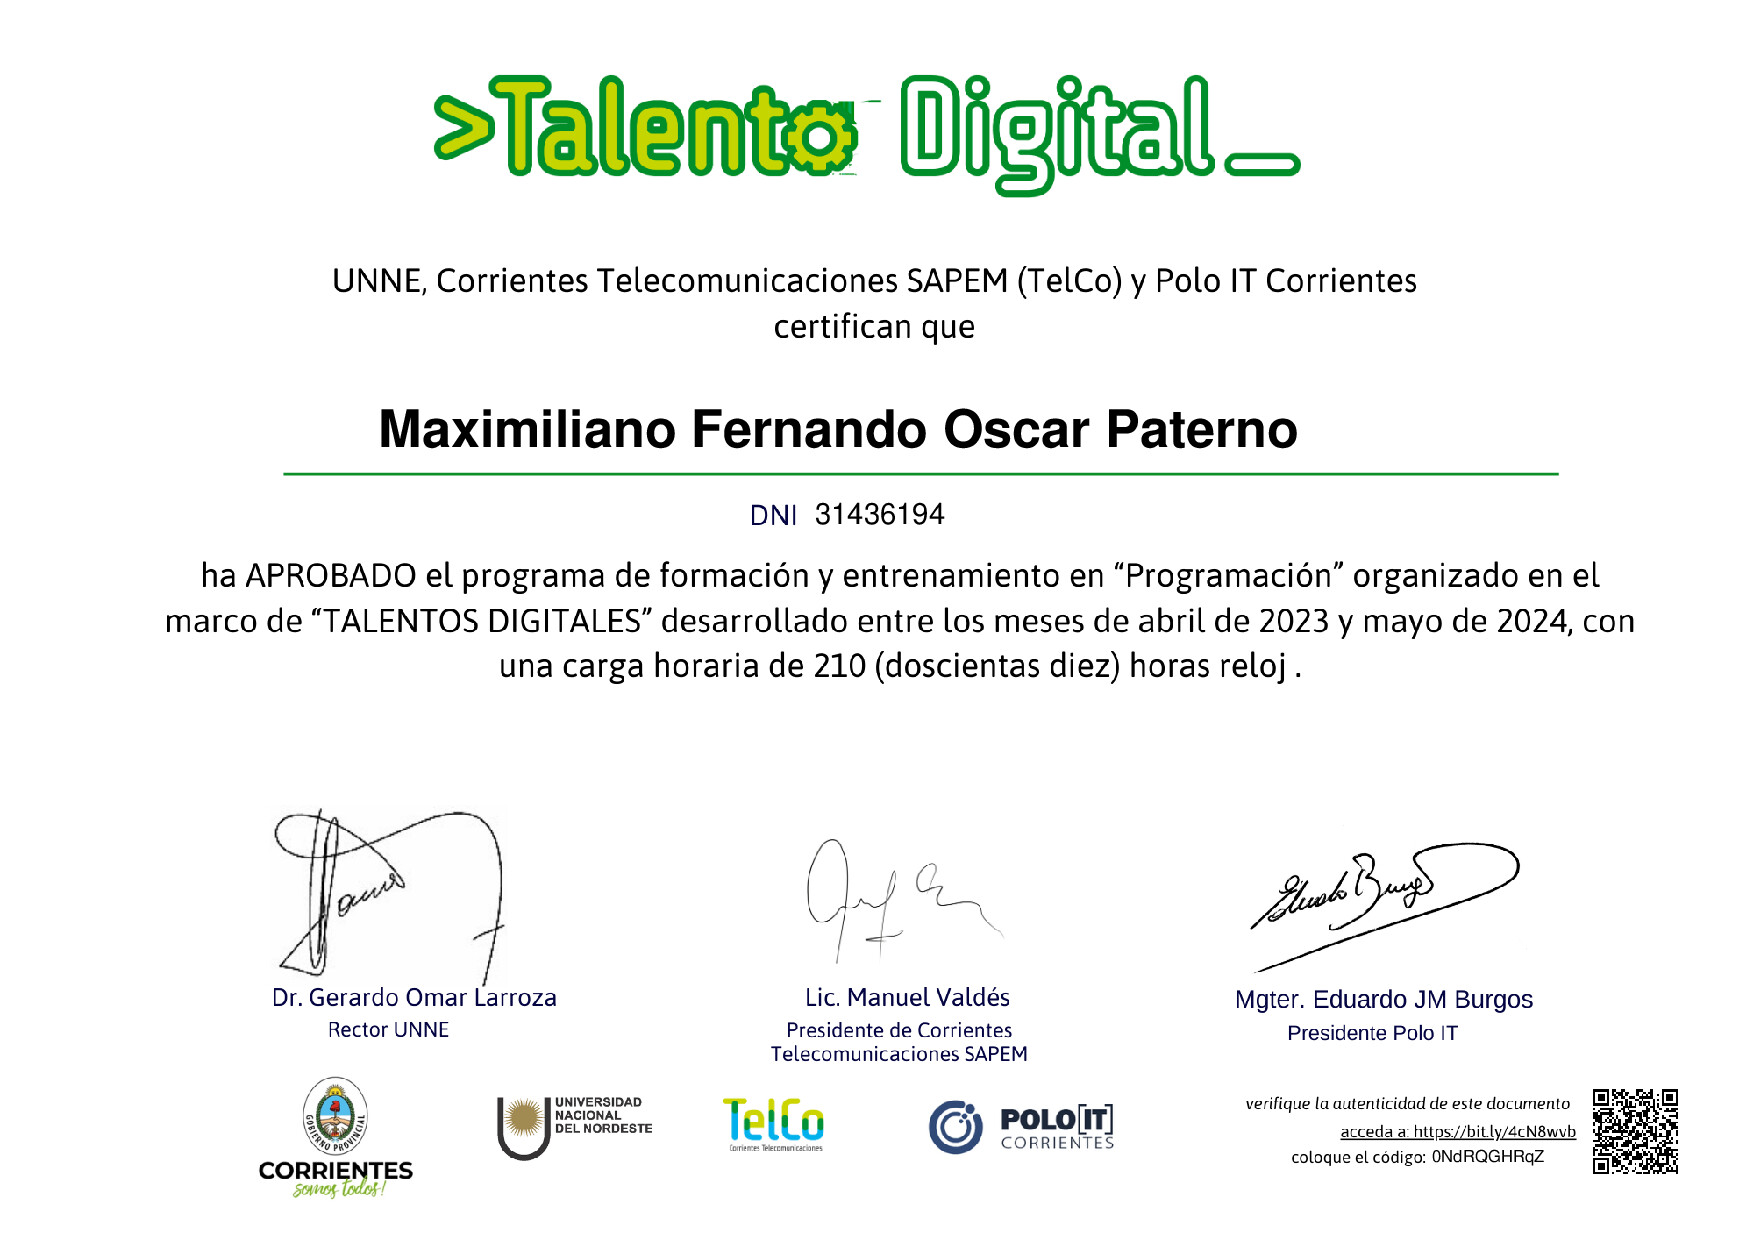 >Talento Digital_
UNNE, Corrientes Telecomunicaciones SAPEM (TelCo) y Polo IT Corrientes
certifican que
Maximiliano Fernando Oscar Paterno
DNI 31436194
ha APROBADO el programa de formación y entrenamiento en “Programación” organizado en el
marco de “TALENTOS DIGITALES” desarrollado entre los meses de abril de 2023 y mayo de 2024, con
una carga horaria de 210 (doscientas diez) horas reloj .
Dr. Gerardo Omar Larroza
Rector UNNE
Lic. Manuel Valdés
Presidente de Corrientes
Telecomunicaciones SAPEM
Mgter. Eduardo JM Burgos
Presidente Polo IT
GOBIERNO PROVINCIAL
CORRIENTES
somos todos!
UNIVERSIDAD
NACIONAL
DEL NORDESTE
TelCo
Corrientes Telecomunicaciones
POLO[IT]
CORRIENTES
verifique la autenticidad de este documento
acceda a: https://bit.ly/4cN8wvb
coloque el código: 0NdRQGHRqZ